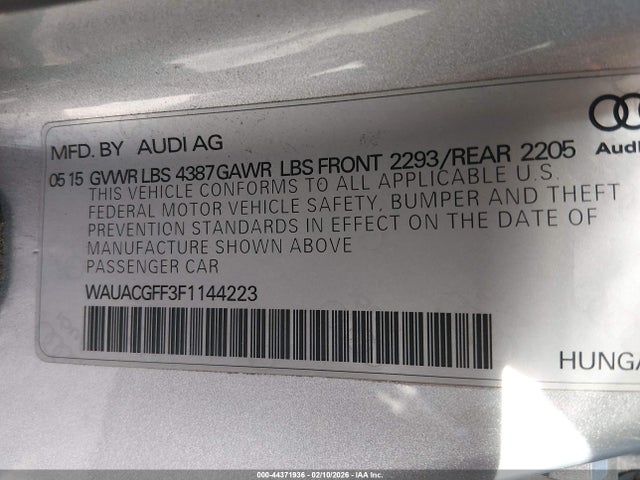 MFD. BY AUDI AG
05 15 GVWR LBS 4387 GAWR LBS FRONT 2293/REAR 2205
THIS VEHICLE CONFORMS TO ALL APPLICABLE U.S.
FEDERAL MOTOR VEHICLE SAFETY, BUMPER AND THEFT
PREVENTION STANDARDS IN EFFECT ON THE DATE OF
MANUFACTURE SHOWN ABOVE
PASSENGER CAR
WAUACGFF3F1144223
Audi
HUNGA
000-44371936 - 02/10/2026 - IAA Inc.